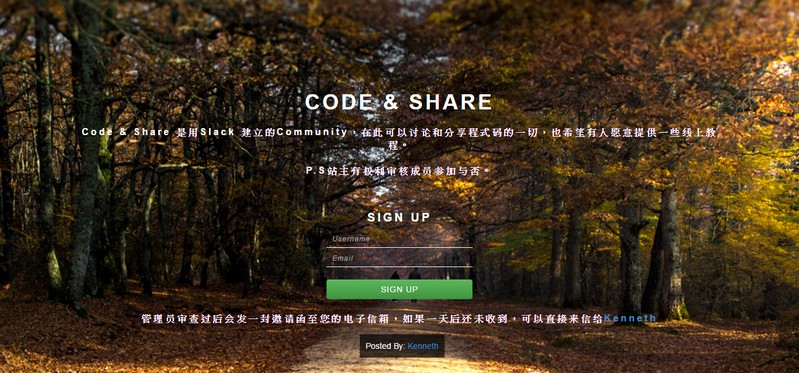 CODE & SHARE
Code & Share 是用Slack 建立的Community，在此可以讨论和分享程式码的一切，也希望有人愿意提供一些线上教
程。
P.S站主有权利审核成员参加与否。
SIGN UP
Username
Email
SIGN UP
管理员审查过后会发一封邀请函至您的电子信箱，如果一天后还未收到，可以直接来信给Kenneth
Posted By: Kenneth